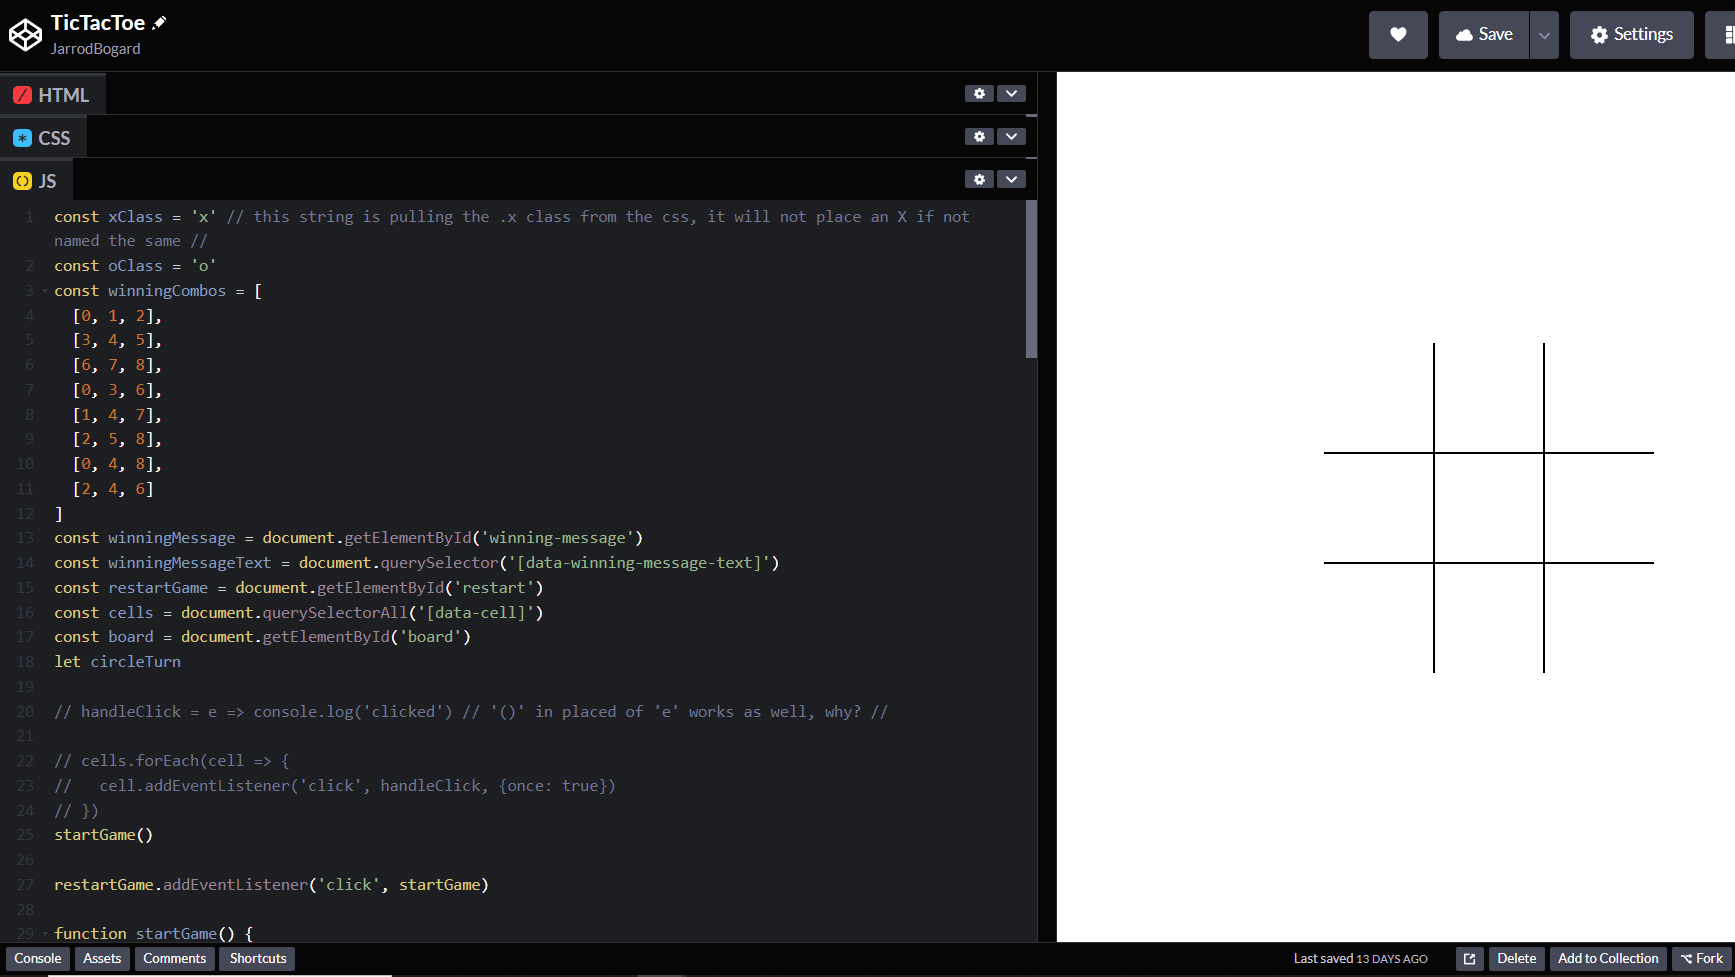 TicTacToe
JarrodBogard
Save
Settings
HTML
CSS
JS
1 const xClass = 'x' // this string is pulling the .x class from the css, it will not place an X if not
named the same //
2 const oClass = 'o'
3 const winningCombos = [
4 [0, 1, 2],
5 [3, 4, 5],
6 [6, 7, 8],
7 [0, 3, 6],
8 [1, 4, 7],
9 [2, 5, 8],
10 [0, 4, 8],
11 [2, 4, 6]
12 ]
13 const winningMessage = document.getElementById('winning-message')
14 const winningMessageText = document.querySelector('[data-winning-message-text]')
15 const restartGame = document.getElementById('restart')
16 const cells = document.querySelectorAll('[data-cell]')
17 const board = document.getElementById('board')
18 let circleTurn
19
20 // handleClick = e => console.log('clicked') // '()' in placed of 'e' works as well, why? //
21
22 // cells.forEach(cell => {
23 //   cell.addEventListener('click', handleClick, {once: true})
24 // })
25 startGame()
26
27 restartGame.addEventListener('click', startGame)
28
29 function startGame() {
Console Assets Comments Shortcuts Last saved 13 DAYS AGO Delete Add to Collection Fork